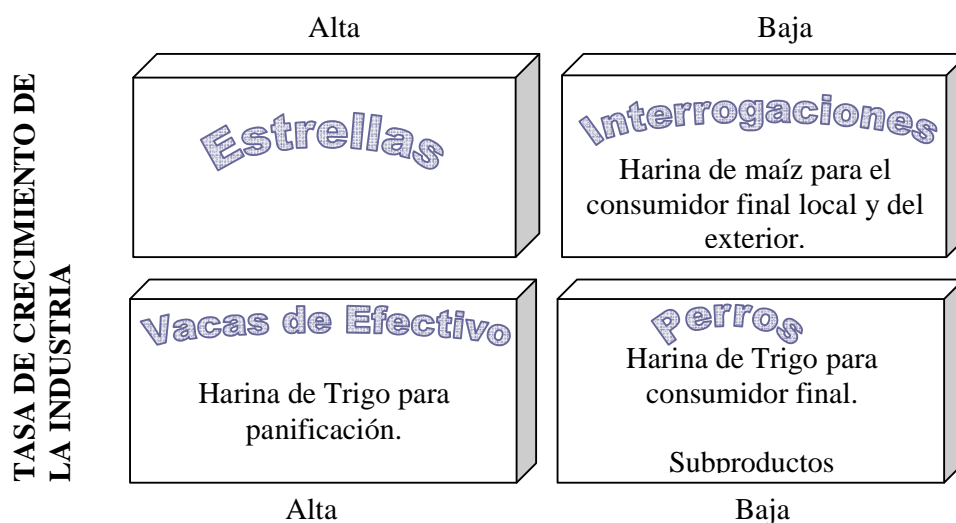 Alta
Baja
TASA DE CRECIMIENTO DE
LA INDUSTRIA
Estrellas
Interrogaciones
Harina de maíz para el
consumidor final local y del
exterior.
Vacas de Efectivo
Harina de Trigo para
panificación.
Perros
Harina de Trigo para
consumidor final.
Subproductos
Alta
Baja